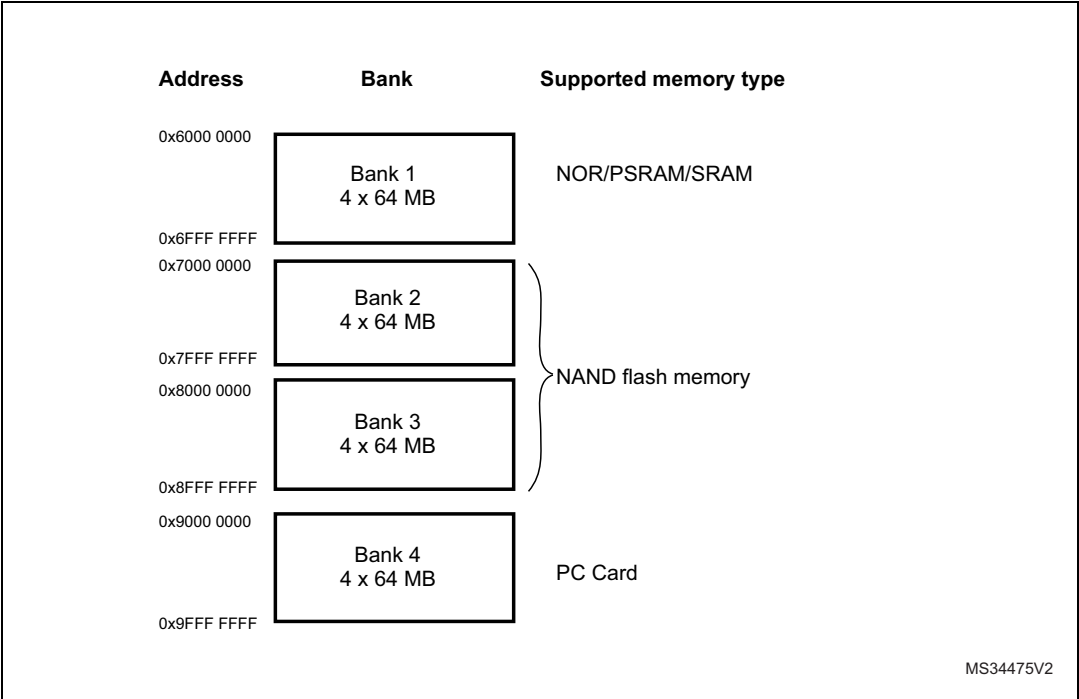 Address Bank Supported memory type
0x6000 0000
Bank 1
4 x 64 MB
NOR/PSRAM/SRAM
0x6FFF FFFF
0x7000 0000
Bank 2
4 x 64 MB
0x7FFF FFFF
NAND flash memory
0x8000 0000
Bank 3
4 x 64 MB
0x8FFF FFFF
0x9000 0000
Bank 4
4 x 64 MB
PC Card
0x9FFF FFFF
MS34475V2